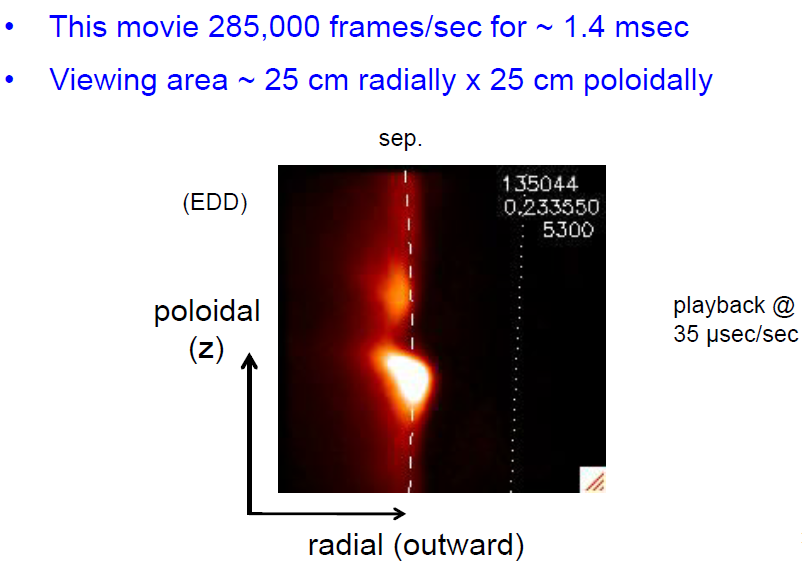 • This movie 285,000 frames/sec for ~ 1.4 msec
• Viewing area ~ 25 cm radially x 25 cm poloidally
sep.
(EDD)
135044
0.233550
5300
poloidal
(z)
playback @
35 µsec/sec
radial (outward)